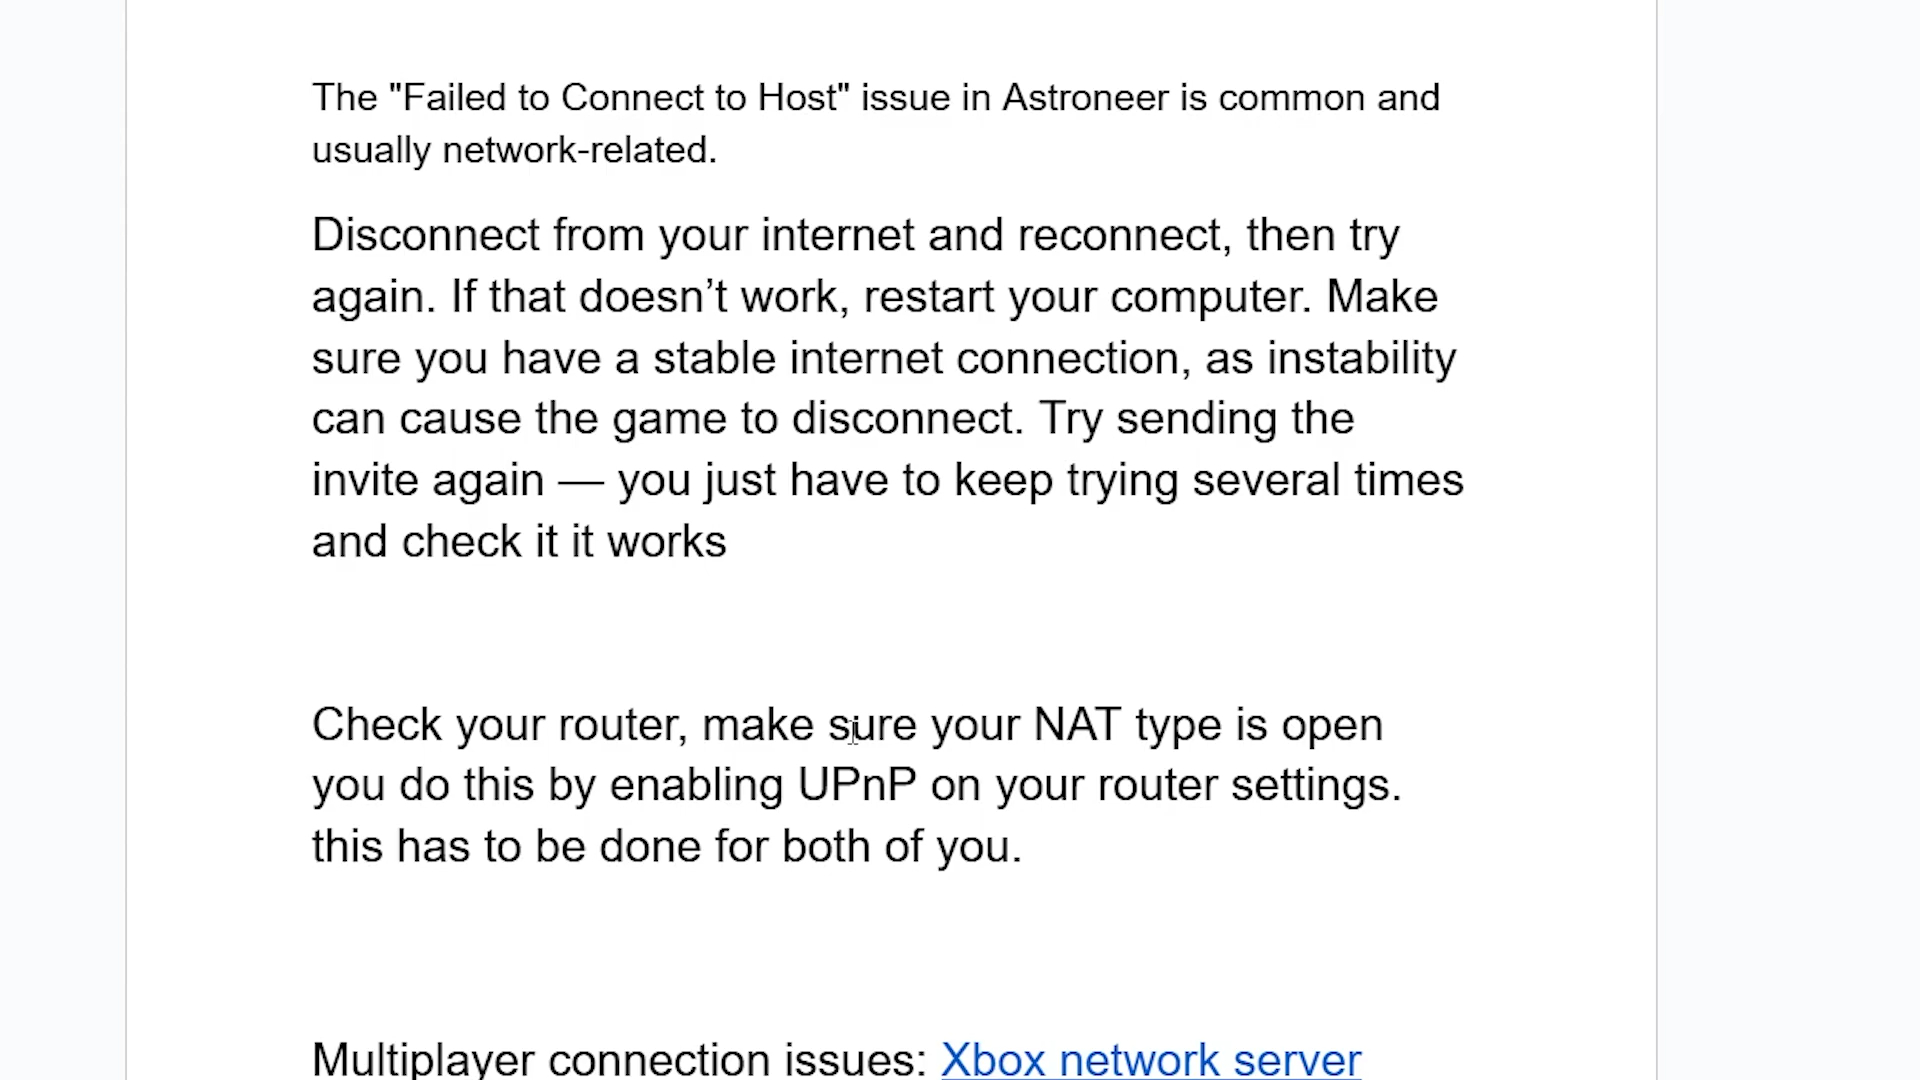 The "Failed to Connect to Host" issue in Astroneer is common and
usually network-related.
Disconnect from your internet and reconnect, then try
again. If that doesn’t work, restart your computer. Make
sure you have a stable internet connection, as instability
can cause the game to disconnect. Try sending the
invite again — you just have to keep trying several times
and check it it works
Check your router, make sure your NAT type is open
you do this by enabling UPnP on your router settings.
this has to be done for both of you.
Multiplayer connection issues: Xbox network server